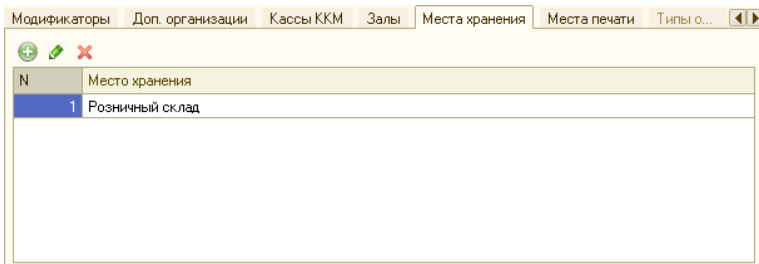 Модификаторы Доп. организации Кассы ККМ Залы Места хранения Места печати Типы о...
N Место хранения
1 Розничный склад